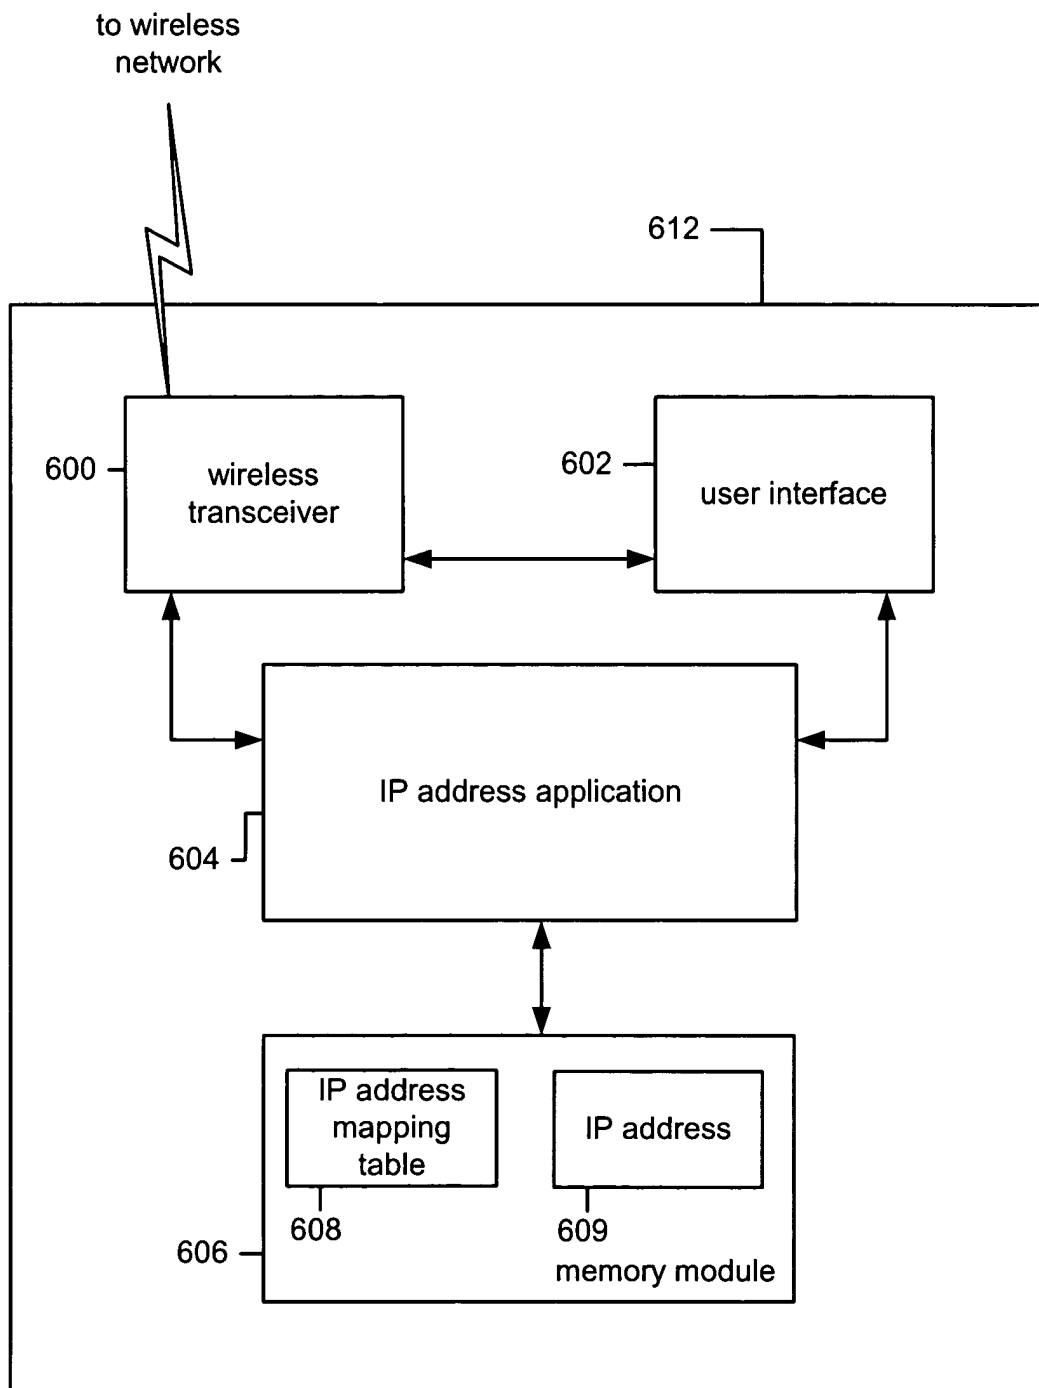 to wireless
network
612
600
wireless
transceiver
602
user interface
IP address application
604
IP address
mapping
table
IP address
608
609
606
memory module